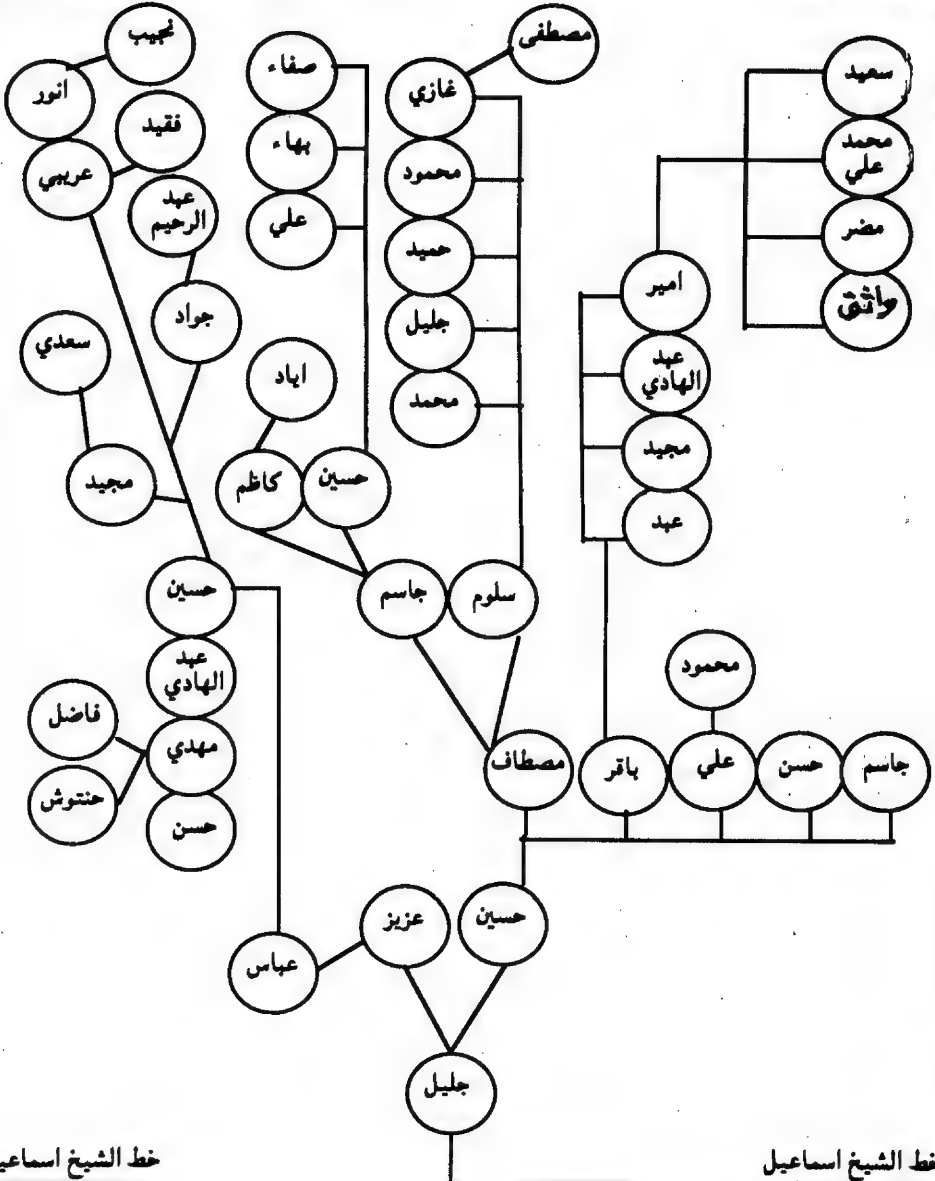 نجيب
انور
فقيد
عريبي
عبد
الرحيم
جواد
سعدي
مجيد
صفاء
بهاء
علي
اياد
كاظم
حسين
مصطفى
غازي
محمود
حميد
جليل
محمد
سعيد
محمد
علي
مضر
واثق
امير
عبد
الهادي
مجيد
عبد
حسين
عبد
الهادي
مهدي
حسن
فاضل
حنتوش
جاسم
سلوم
محمود
جاسم
حسن
علي
باقر
مصطاف
حسين
عزيز
عباس
جليل
خط الشيخ اسماعيل
خط الشيخ اسماعيل